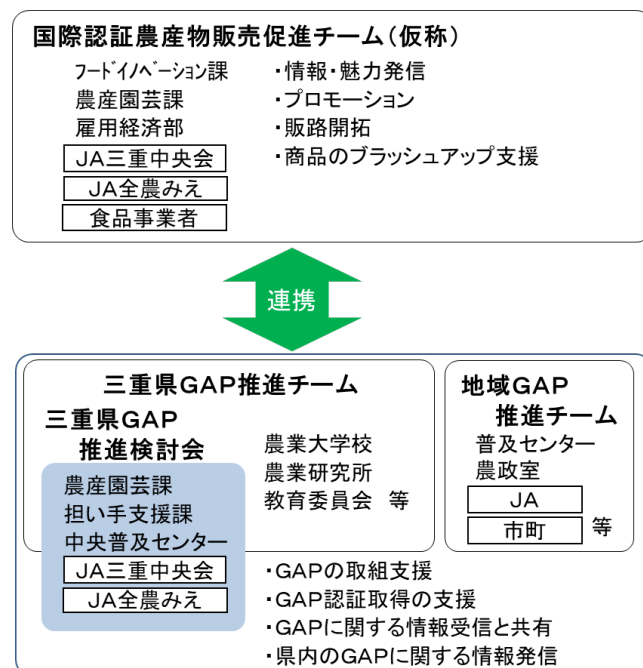 国際認証農産物販売促進チーム(仮称)
フードイノベーション課
農産園芸課
雇用経済部
JA三重中央会
JA全農みえ
食品事業者
・情報・魅力発信
・プロモーション
・販路開拓
・商品のブラッシュアップ支援
連携
三重県GAP推進チーム
三重県GAP
推進検討会
農産園芸課
担い手支援課
中央普及センター
JA三重中央会
JA全農みえ
農業大学校
農業研究所
教育委員会 等
地域GAP
推進チーム
普及センター
農政室
JA
市町 等
・GAPの取組支援
・GAP認証取得の支援
・GAPに関する情報受信と共有
・県内のGAPに関する情報発信